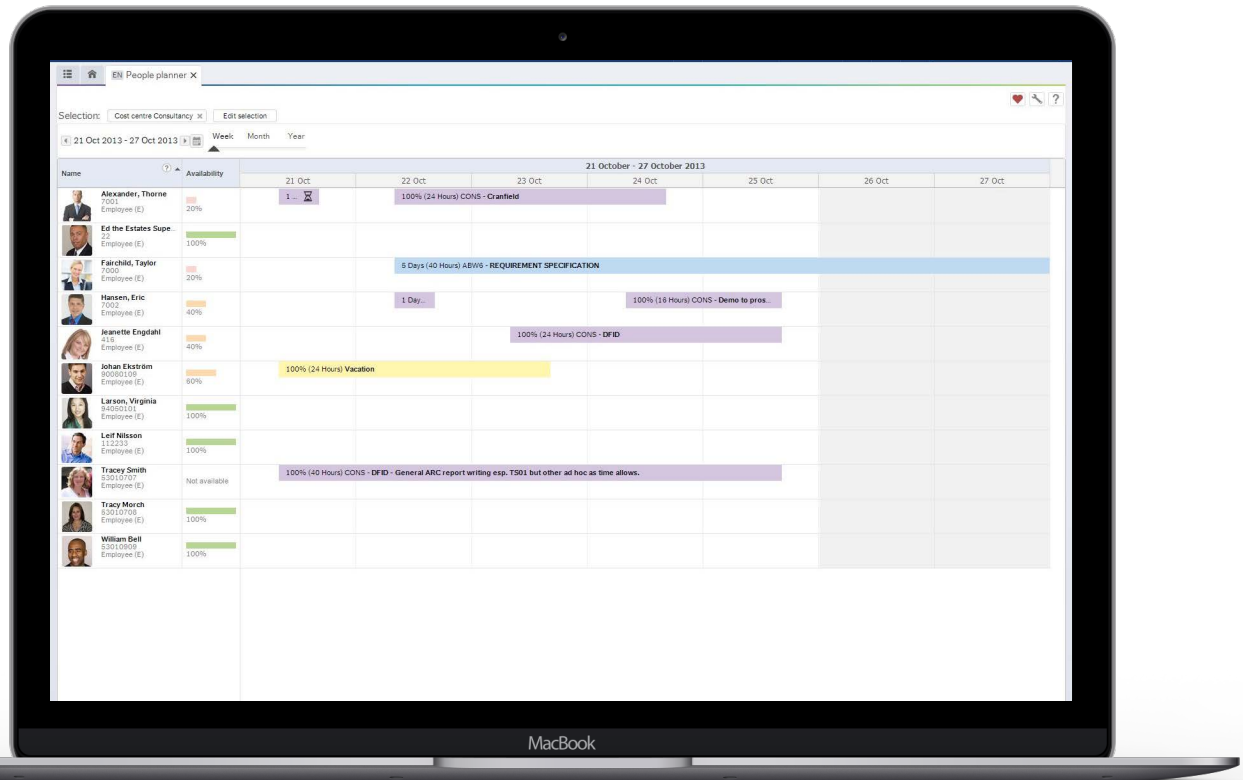 EN People planner ✕
?
Selection: Cost centre Consultancy ✕ Edit selection
21 Oct 2013 - 27 Oct 2013 Week Month Year
Name ? Availability 21 October - 27 October 2013
21 Oct 22 Oct 23 Oct 24 Oct 25 Oct 26 Oct 27 Oct
Alexander, Thorne
7001
Employee (E)
20%
1 ...
100% (24 Hours) CONS - Cranfield
Ed the Estates Supe..
22
Employee (E)
100%
Fairchild, Taylor
7000
Employee (E)
20%
5 Days (40 Hours) ABW6 - REQUIREMENT SPECIFICATION
Hansen, Eric
7002
Employee (E)
40%
1 Day...
100% (16 Hours) CONS - Demo to pros...
Jeanette Engdahl
416
Employee (E)
40%
100% (24 Hours) CONS - DFID
Johan Ekström
90080109
Employee (E)
60%
100% (24 Hours) Vacation
Larson, Virginia
94050101
Employee (E)
100%
Leif Nilsson
112233
Employee (E)
100%
Tracey Smith
53010707
Employee (E)
Not available
100% (40 Hours) CONS - DFID - General ARC report writing esp. TS01 but other ad hoc as time allows.
Tracy Morch
53010708
Employee (E)
100%
William Bell
53010909
Employee (E)
100%
MacBook